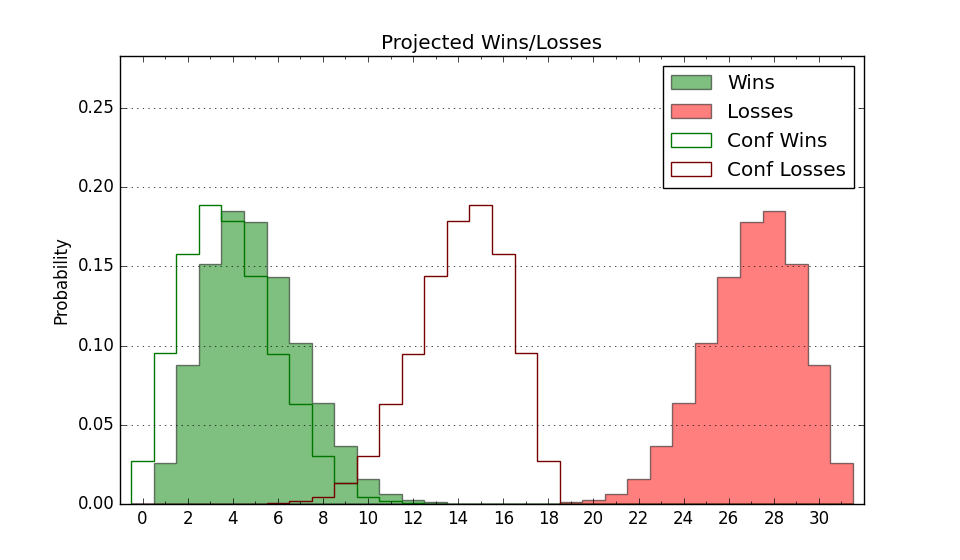 Projected Wins/Losses
Wins
Losses
Conf Wins
Conf Losses
Probability
0.25
0.20
0.15
0.10
0.05
0.00
0 2 4 6 8 10 12 14 16 18 20 22 24 26 28 30